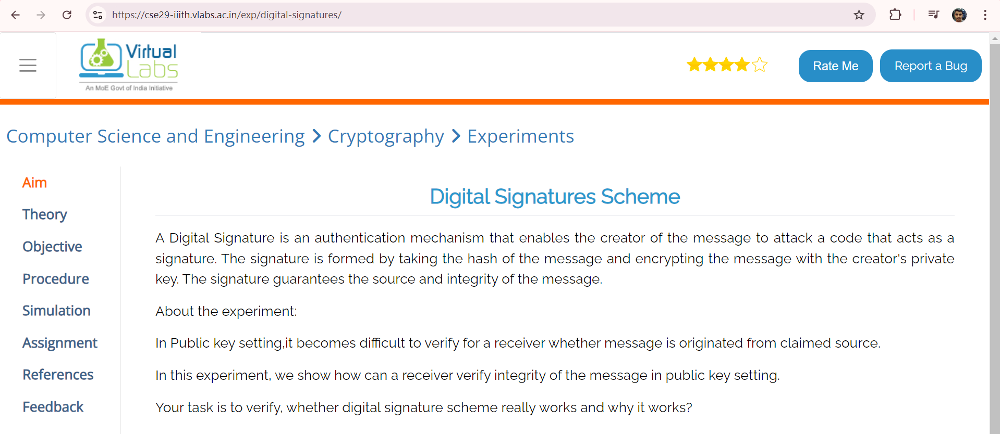 https://cse29-iiith.vlabs.ac.in/exp/digital-signatures/
Virtual
Labs
An MoE Govt of India Initiative
Rate Me
Report a Bug
Computer Science and Engineering > Cryptography > Experiments
Aim
Theory
Objective
Procedure
Simulation
Assignment
References
Feedback
Digital Signatures Scheme
A Digital Signature is an authentication mechanism that enables the creator of the message to attack a code that acts as a
signature. The signature is formed by taking the hash of the message and encrypting the message with the creator's private
key. The signature guarantees the source and integrity of the message.
About the experiment:
In Public key setting,it becomes difficult to verify for a receiver whether message is originated from claimed source.
In this experiment, we show how can a receiver verify integrity of the message in public key setting.
Your task is to verify, whether digital signature scheme really works and why it works?